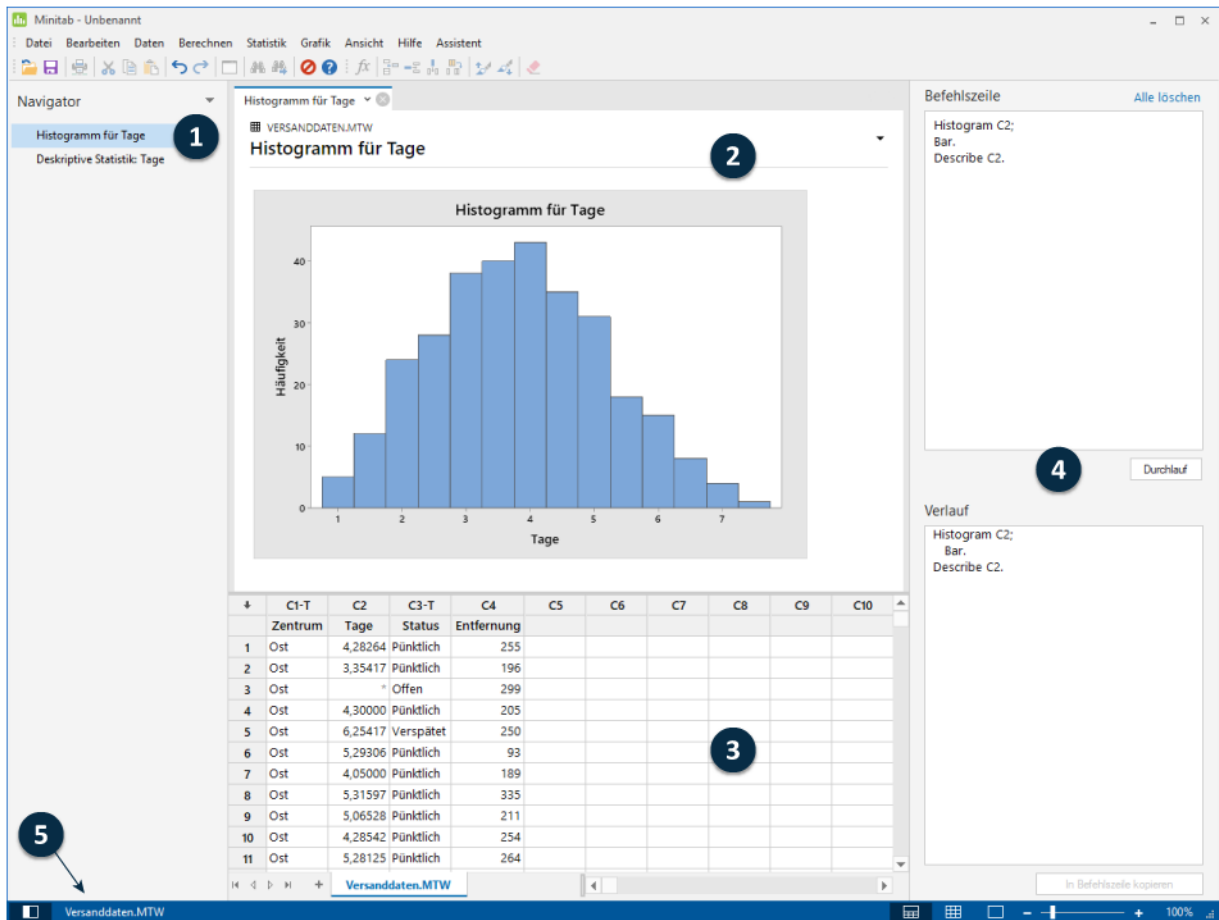 Minitab - Unbenannt
Datei Bearbeiten Daten Berechnen Statistik Grafik Ansicht Hilfe Assistent
Navigator
Histogramm für Tage
1
Deskriptive Statistik: Tage
Histogramm für Tage
VERSANDDATEN.MTW
Histogramm für Tage
2
Histogramm für Tage
Häufigkeit
40
30
20
10
0
1 2 3 4 5 6 7
Tage
C1-T C2 C3-T C4 C5 C6 C7 C8 C9 C10
Zentrum Tage Status Entfernung
1 Ost 4,28264 Pünktlich 255
2 Ost 3,35417 Pünktlich 196
3 Ost * Offen 299
4 Ost 4,30000 Pünktlich 205
5 Ost 6,25417 Verspätet 250
6 Ost 5,29306 Pünktlich 93
7 Ost 4,05000 Pünktlich 189
8 Ost 5,31597 Pünktlich 335
9 Ost 5,06528 Pünktlich 211
10 Ost 4,28542 Pünktlich 254
11 Ost 5,28125 Pünktlich 264
3
Versanddaten.MTW
Befehlszeile
Alle löschen
Histogram C2;
Bar.
Describe C2.
4
Durchlauf
Verlauf
Histogram C2;
Bar.
Describe C2.
In Befehlszeile kopieren
5
Versanddaten.MTW
100%